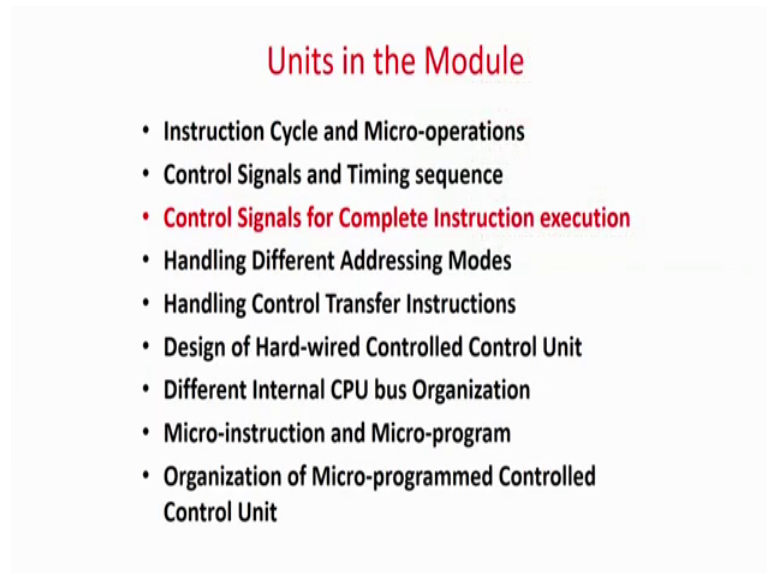 Units in the Module
• Instruction Cycle and Micro-operations
• Control Signals and Timing sequence
• Control Signals for Complete Instruction execution
• Handling Different Addressing Modes
• Handling Control Transfer Instructions
• Design of Hard-wired Controlled Control Unit
• Different Internal CPU bus Organization
• Micro-instruction and Micro-program
• Organization of Micro-programmed Controlled
Control Unit